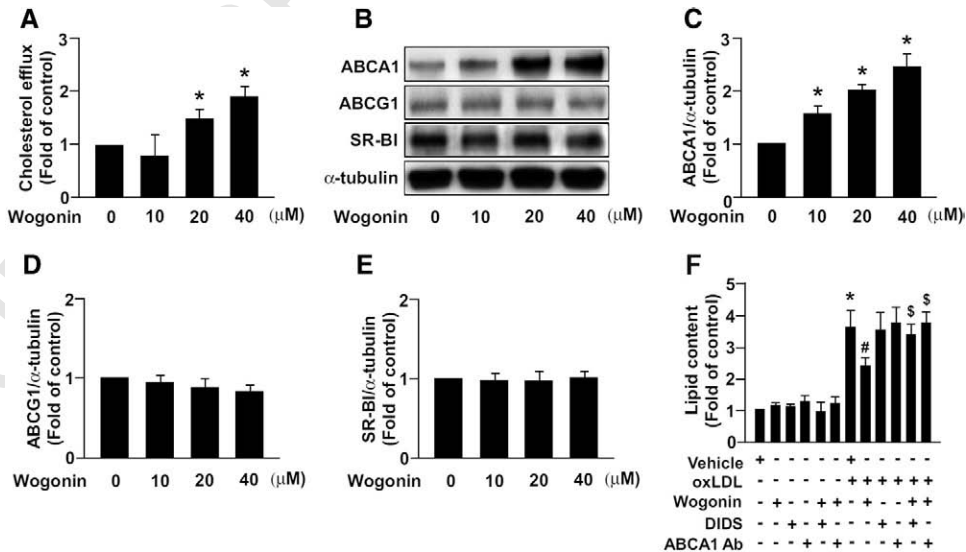 A
Cholesterol efflux
(Fold of control)
3
2
1
0
*
*
Wogonin 0 10 20 40 (μM)
B
ABCA1
ABCG1
SR-BI
α-tubulin
Wogonin 0 10 20 40 (μM)
C
ABCA1/α-tubulin
(Fold of control)
3
2
1
0
*
*
*
Wogonin 0 10 20 40 (μM)
D
ABCG1/α-tubulin
(Fold of control)
2
1
0
Wogonin 0 10 20 40 (μM)
E
SR-BI/α-tubulin
(Fold of control)
2
1
0
Wogonin 0 10 20 40 (μM)
F
Lipid content
(Fold of control)
5
4
3
2
1
0
* # $ $
Vehicle + - - - - - + - - - - -
oxLDL - - - - - - + + + + + +
Wogonin - + - - + + - + - - + +
DIDS - - + - + - - - + - + -
ABCA1 Ab - - - + - + - - - + - +